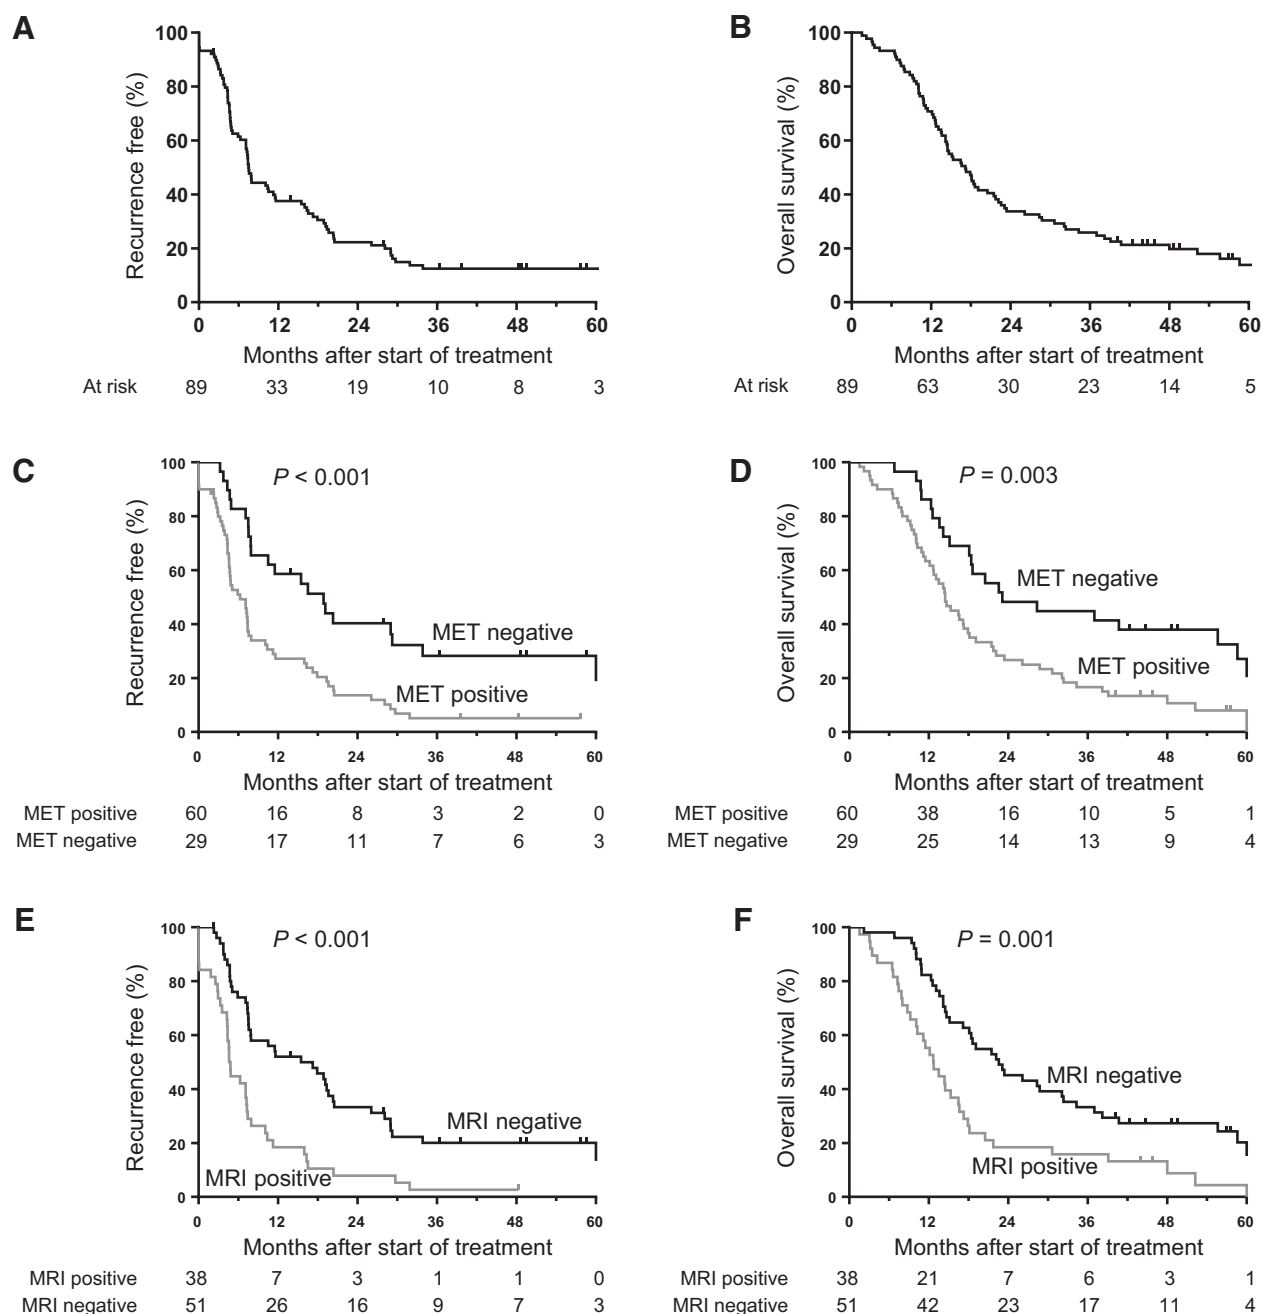 A
Recurrence free (%)
100
80
60
40
20
0
0 12 24 36 48 60
Months after start of treatment
At risk 89 33 19 10 8 3
B
Overall survival (%)
100
80
60
40
20
0
0 12 24 36 48 60
Months after start of treatment
At risk 89 63 30 23 14 5
C
Recurrence free (%)
100
80
60
40
20
0
P < 0.001
MET negative
MET positive
0 12 24 36 48 60
Months after start of treatment
MET positive 60 16 8 3 2 0
MET negative 29 17 11 7 6 3
D
Overall survival (%)
100
80
60
40
20
0
P = 0.003
MET negative
MET positive
0 12 24 36 48 60
Months after start of treatment
MET positive 60 38 16 10 5 1
MET negative 29 25 14 13 9 4
E
Recurrence free (%)
100
80
60
40
20
0
P < 0.001
MRI negative
MRI positive
0 12 24 36 48 60
Months after start of treatment
MRI positive 38 7 3 1 1 0
MRI negative 51 26 16 9 7 3
F
Overall survival (%)
100
80
60
40
20
0
P = 0.001
MRI negative
MRI positive
0 12 24 36 48 60
Months after start of treatment
MRI positive 38 21 7 6 3 1
MRI negative 51 42 23 17 11 4